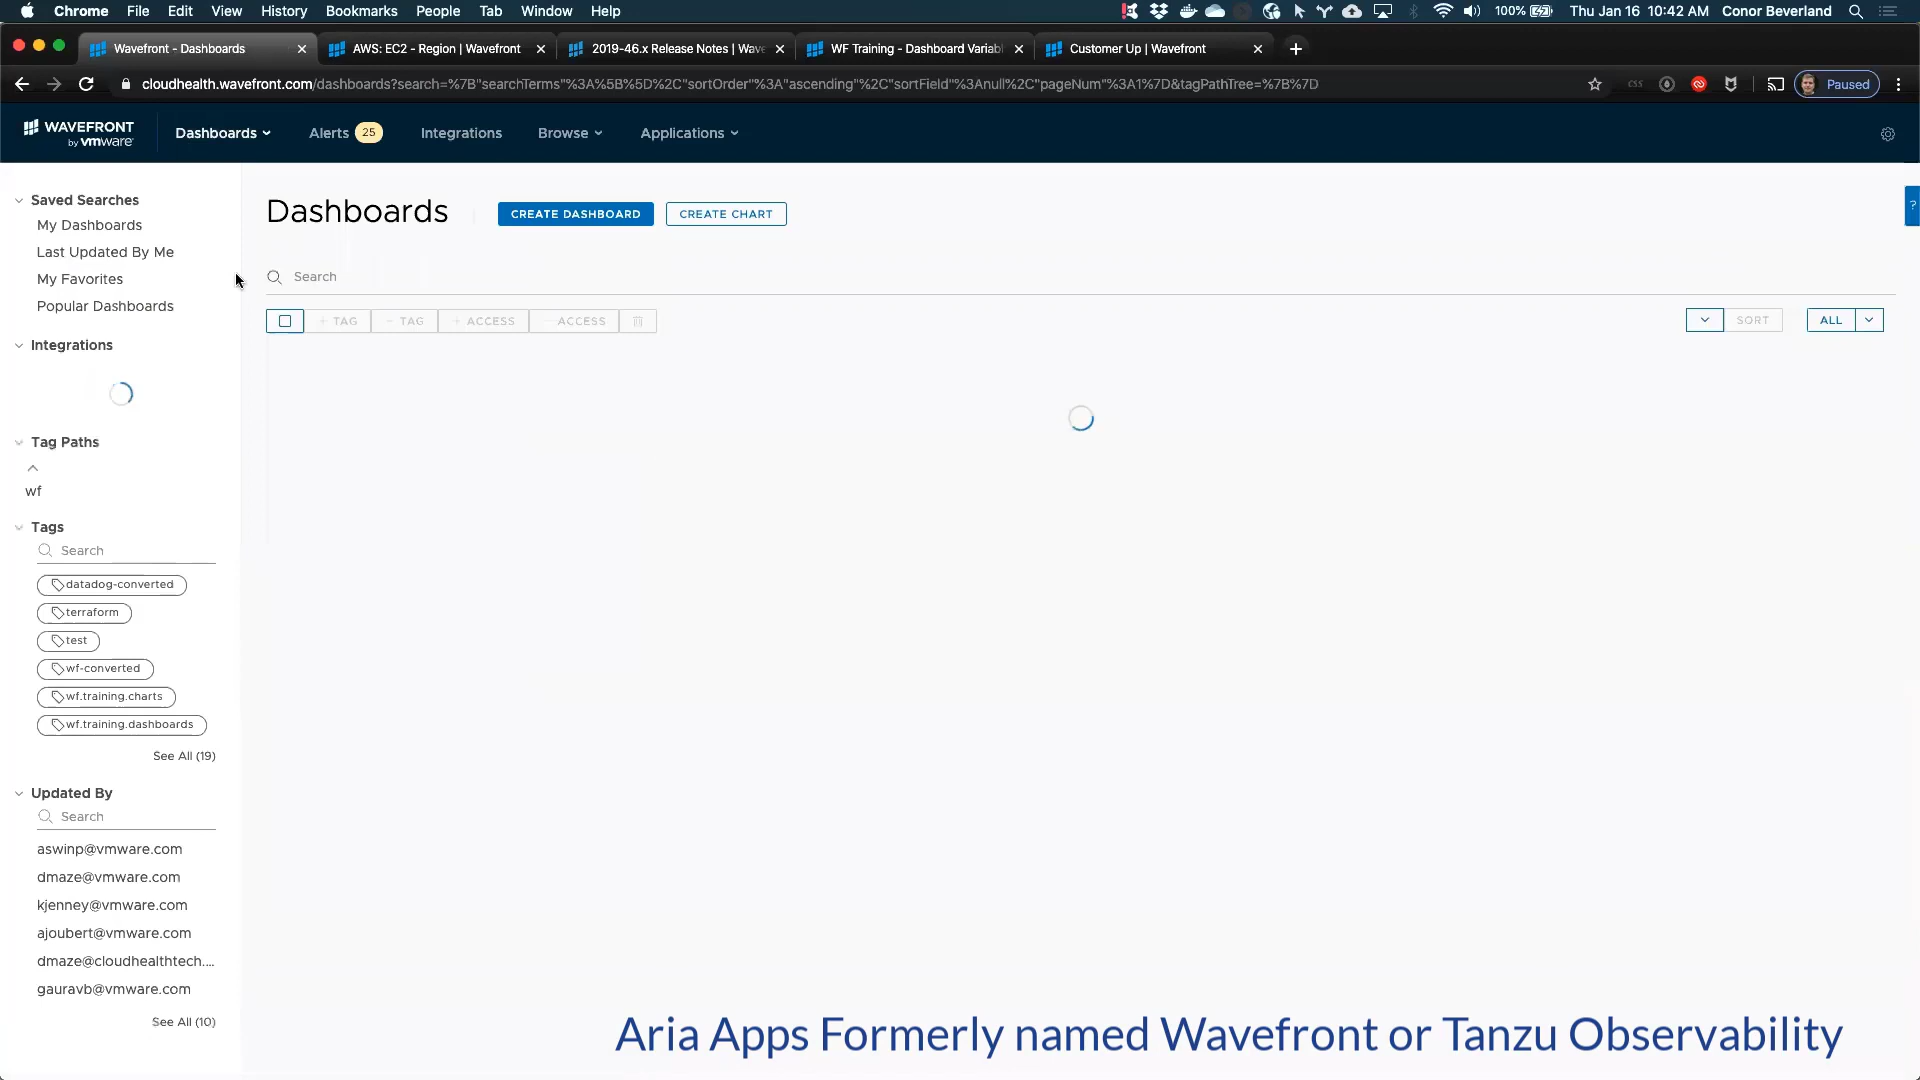 Chrome File Edit View History Bookmarks People Tab Window Help 100% Thu Jan 16 10:42 AM Conor Beverland
Wavefront - Dashboards AWS: EC2 - Region | Wavefront 2019-46.x Release Notes | Wave WF Training - Dashboard Variab Customer Up | Wavefront
cloudhealth.wavefront.com/dashboards?search=%7B"searchTerms"%3A%5B%5D%2C"sortOrder"%3A"ascending"%2C"sortField"%3Anull%2C"pageNum"%3A1%7D&tagPathTree=%7B%7D css Paused
WAVEFRONT
by vmware
Dashboards Alerts 25 Integrations Browse Applications
Saved Searches
My Dashboards
Last Updated By Me
My Favorites
Popular Dashboards
Integrations
Tag Paths
wf
Tags
Search
datadog-converted
terraform
test
wf-converted
wf.training.charts
wf.training.dashboards
See All (19)
Updated By
Search
aswinp@vmware.com
dmaze@vmware.com
kjenney@vmware.com
ajoubert@vmware.com
dmaze@cloudhealthtech....
gauravb@vmware.com
See All (10)
Dashboards CREATE DASHBOARD CREATE CHART
?
Search
+ TAG - TAG + ACCESS ACCESS SORT ALL
Aria Apps Formerly named Wavefront or Tanzu Observability